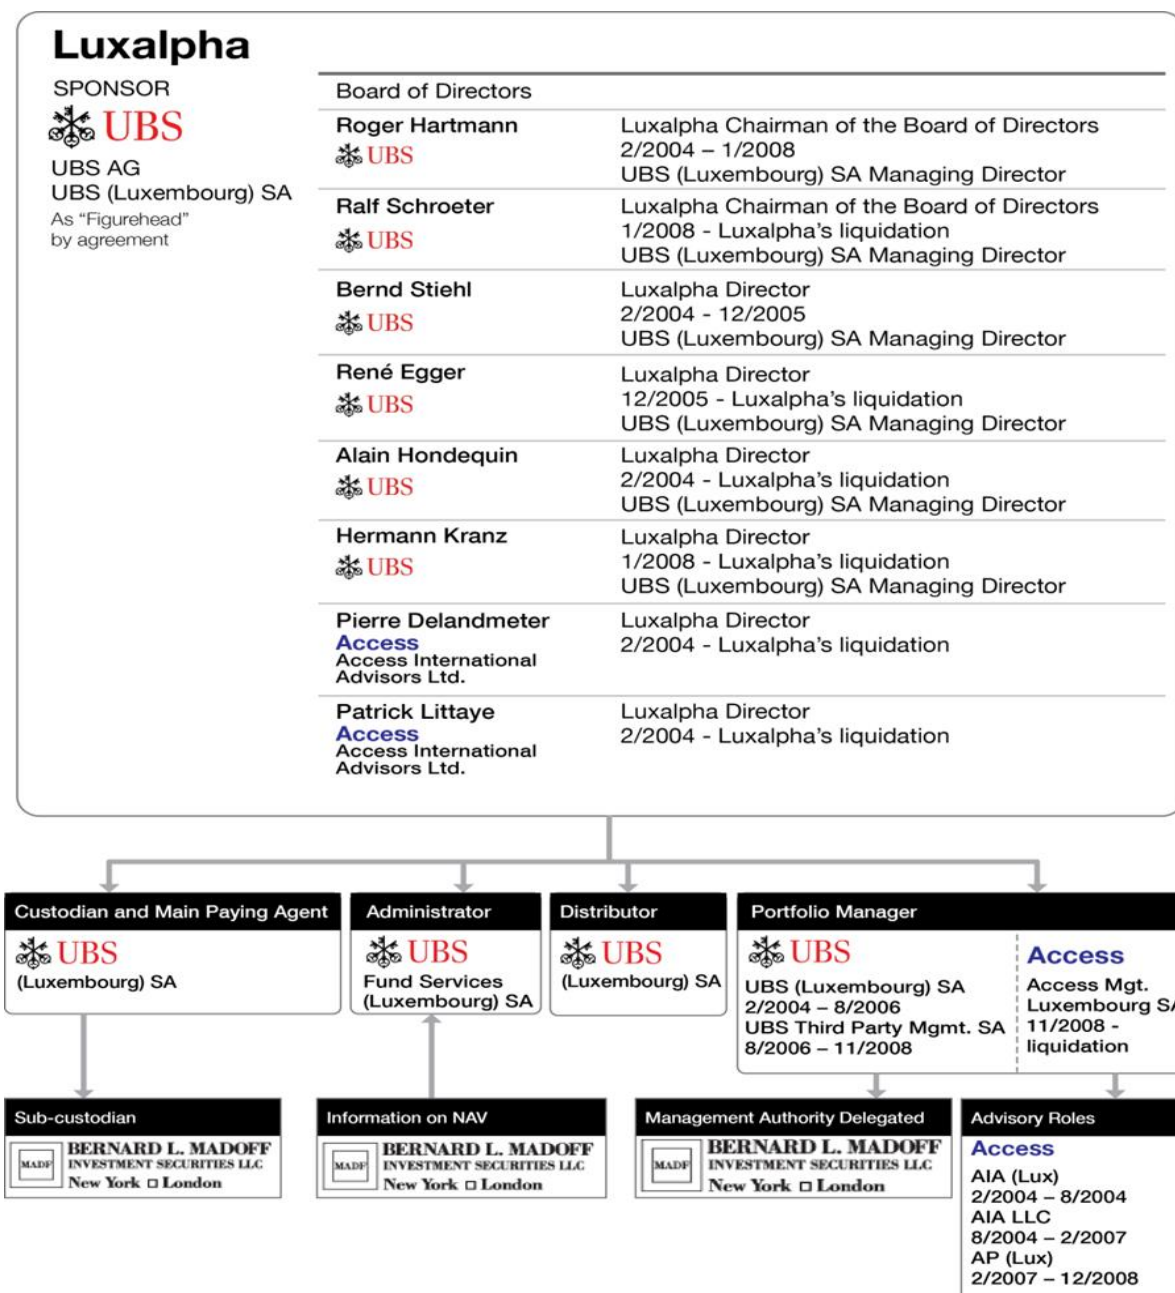 Luxalpha
SPONSOR
UBS
UBS AG
UBS (Luxembourg) SA
As “Figurehead”
by agreement
Board of Directors
Roger Hartmann
UBS
Luxalpha Chairman of the Board of Directors
2/2004 – 1/2008
UBS (Luxembourg) SA Managing Director
Ralf Schroeter
UBS
Luxalpha Chairman of the Board of Directors
1/2008 - Luxalpha’s liquidation
UBS (Luxembourg) SA Managing Director
Bernd Stiehl
UBS
Luxalpha Director
2/2004 - 12/2005
UBS (Luxembourg) SA Managing Director
René Egger
UBS
Luxalpha Director
12/2005 - Luxalpha’s liquidation
UBS (Luxembourg) SA Managing Director
Alain Hondequin
UBS
Luxalpha Director
2/2004 - Luxalpha’s liquidation
UBS (Luxembourg) SA Managing Director
Hermann Kranz
UBS
Luxalpha Director
1/2008 - Luxalpha’s liquidation
UBS (Luxembourg) SA Managing Director
Pierre Delandmeter
Access
Access International
Advisors Ltd.
Luxalpha Director
2/2004 - Luxalpha’s liquidation
Patrick Littaye
Access
Access International
Advisors Ltd.
Luxalpha Director
2/2004 - Luxalpha’s liquidation
Custodian and Main Paying Agent
UBS
(Luxembourg) SA
Administrator
UBS
Fund Services
(Luxembourg) SA
Distributor
UBS
(Luxembourg) SA
Portfolio Manager
UBS
UBS (Luxembourg) SA
2/2004 – 8/2006
UBS Third Party Mgmt. SA
8/2006 – 11/2008
Access
Access Mgt.
Luxembourg SA
11/2008 -
liquidation
Sub-custodian
MADF
BERNARD L. MADOFF
INVESTMENT SECURITIES LLC
New York □ London
Information on NAV
MADF
BERNARD L. MADOFF
INVESTMENT SECURITIES LLC
New York □ London
Management Authority Delegated
MADF
BERNARD L. MADOFF
INVESTMENT SECURITIES LLC
New York □ London
Advisory Roles
Access
AIA (Lux)
2/2004 – 8/2004
AIA LLC
8/2004 – 2/2007
AP (Lux)
2/2007 – 12/2008